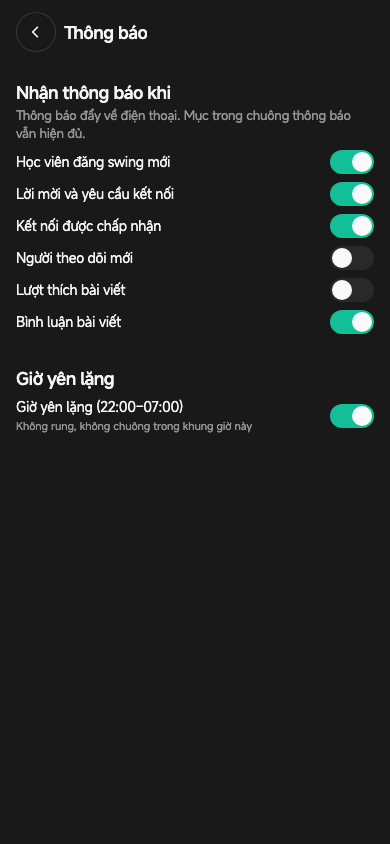 Thông báo
Nhận thông báo khi
Thông báo đẩy về điện thoại. Mục trong chuông thông báo
vẫn hiện đủ.
Học viên đăng swing mới
Lời mời và yêu cầu kết nối
Kết nối được chấp nhận
Người theo dõi mới
Lượt thích bài viết
Bình luận bài viết
Giờ yên lặng
Giờ yên lặng (22:00–07:00)
Không rung, không chuông trong khung giờ này